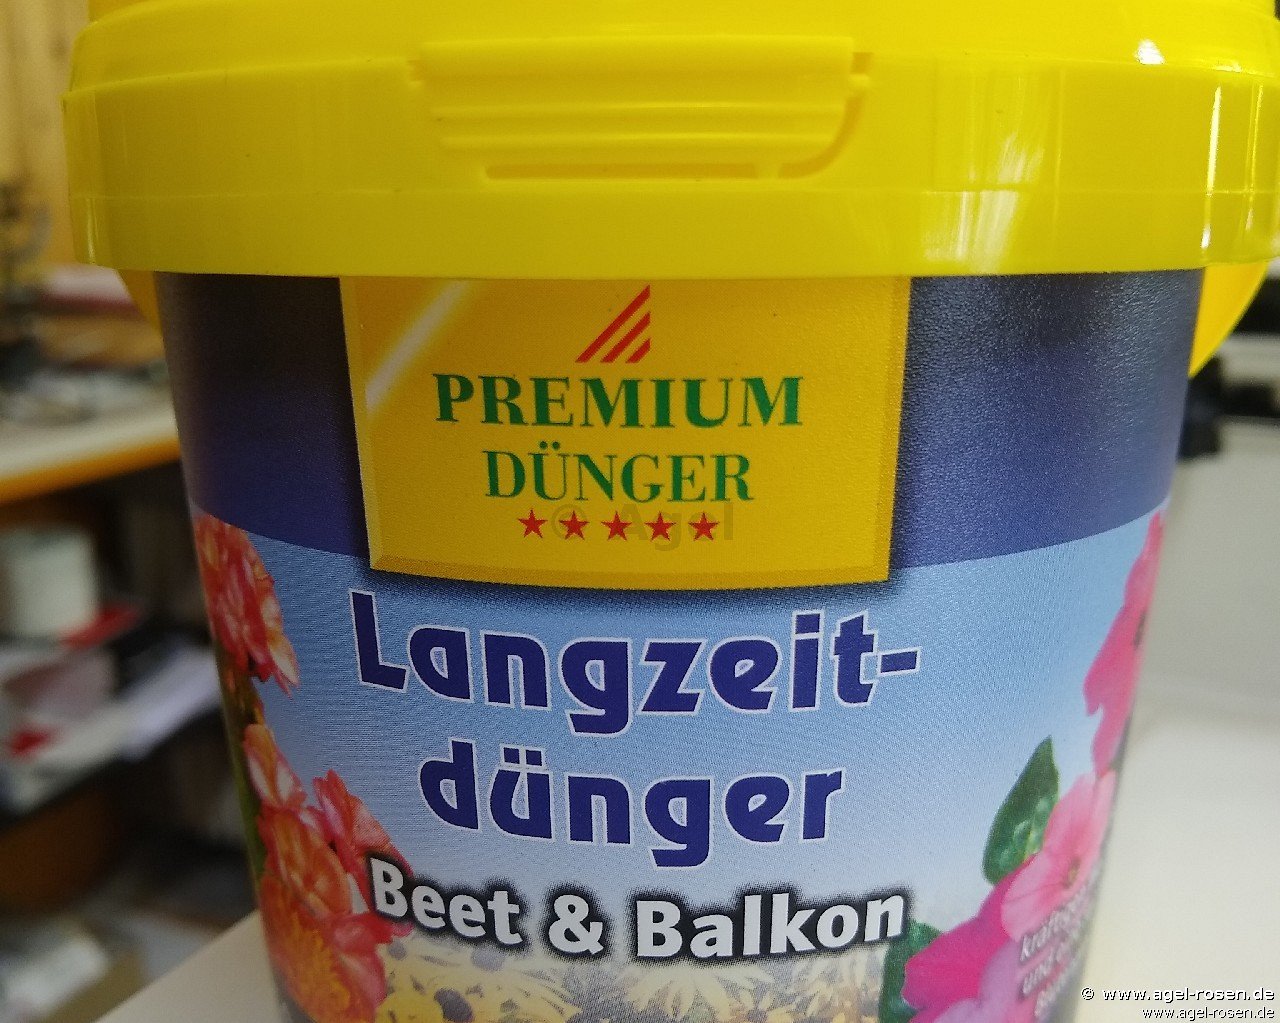 PREMIUM
DÜNGER
© Agel
Langzeit-
dünger
Beet & Balkon
© www.agel-rosen.de
www.agel-rosen.de